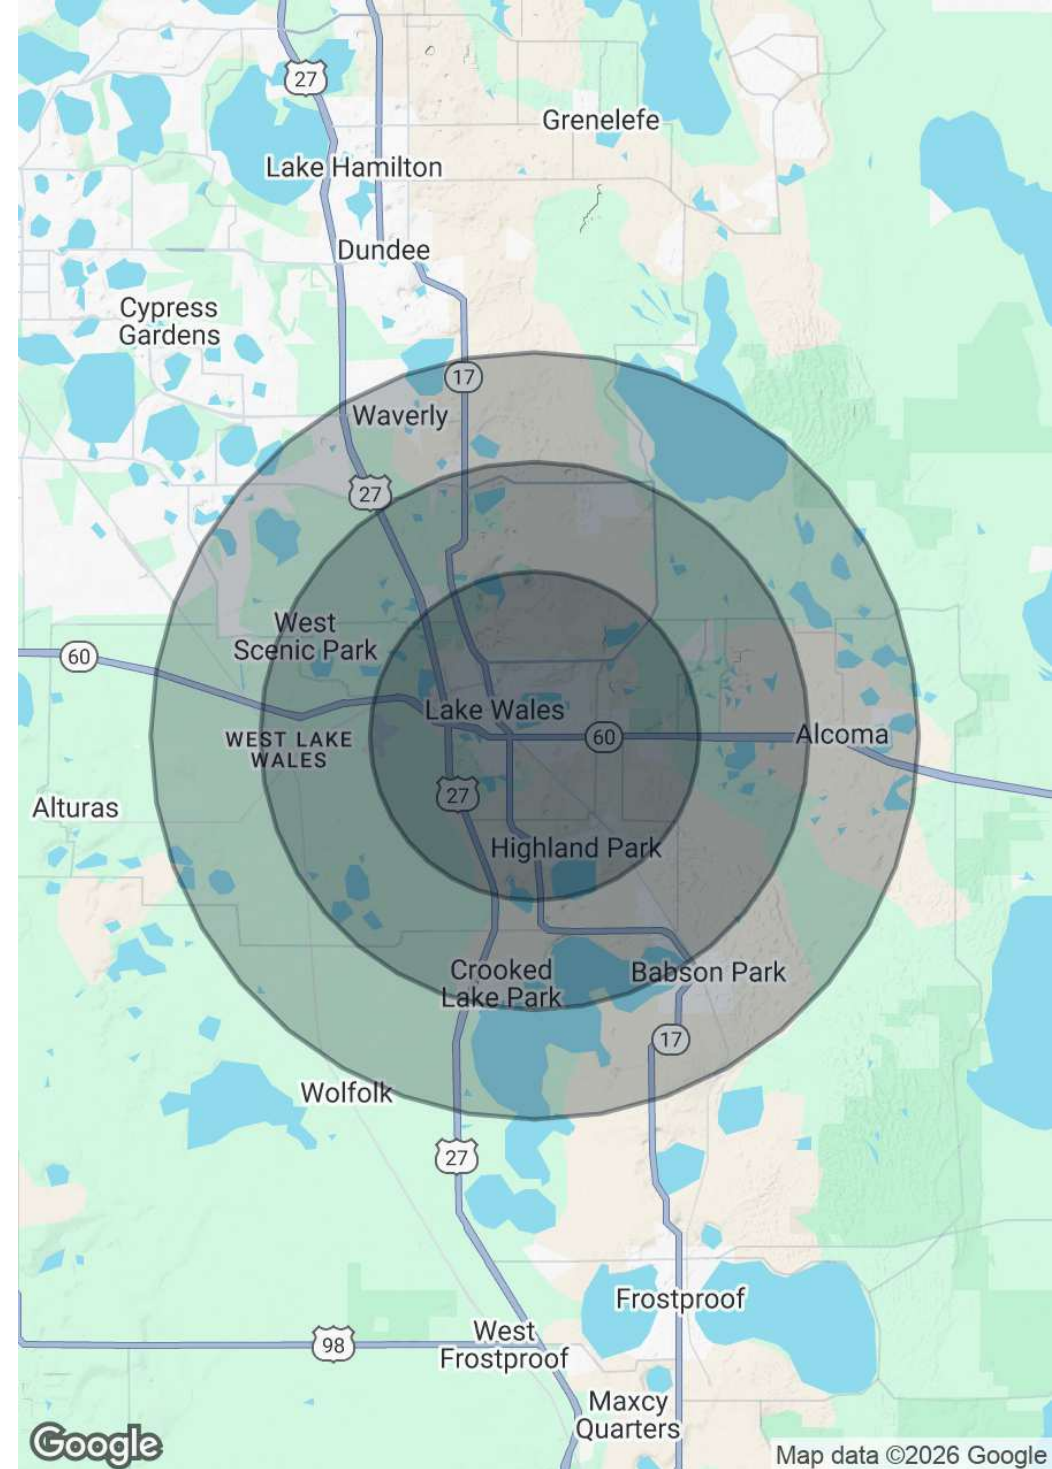 27
Grenelefe
Lake Hamilton
Dundee
Cypress
Gardens
17
Waverly
27
West
Scenic Park
60
Lake Wales
WEST LAKE
WALES
60
Alcoma
27
Alturas
Highland Park
Crooked
Lake Park
Babson Park
17
Wolfolk
27
Frostproof
West
Frostproof
98
Maxcy
Quarters
Google
Map data ©2026 Google